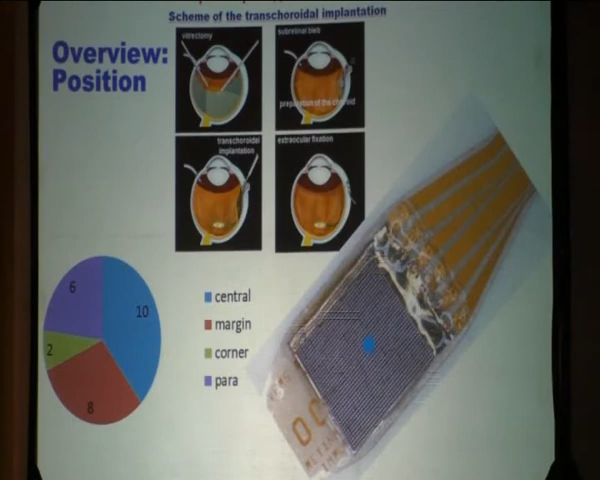 Scheme of the transchoroidal implantation
Overview:
Position
vitrectomy
subretinal bleb
preparation of the choroid
transchoroidal
implantation
extraocular fixation
6
10
2
8
central
margin
corner
para